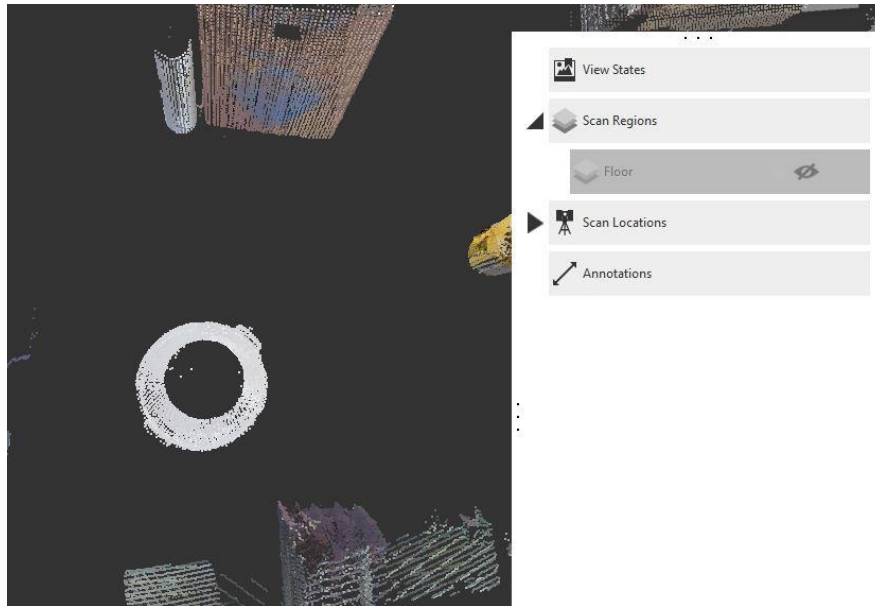 View States
Scan Regions
Floor
Scan Locations
Annotations